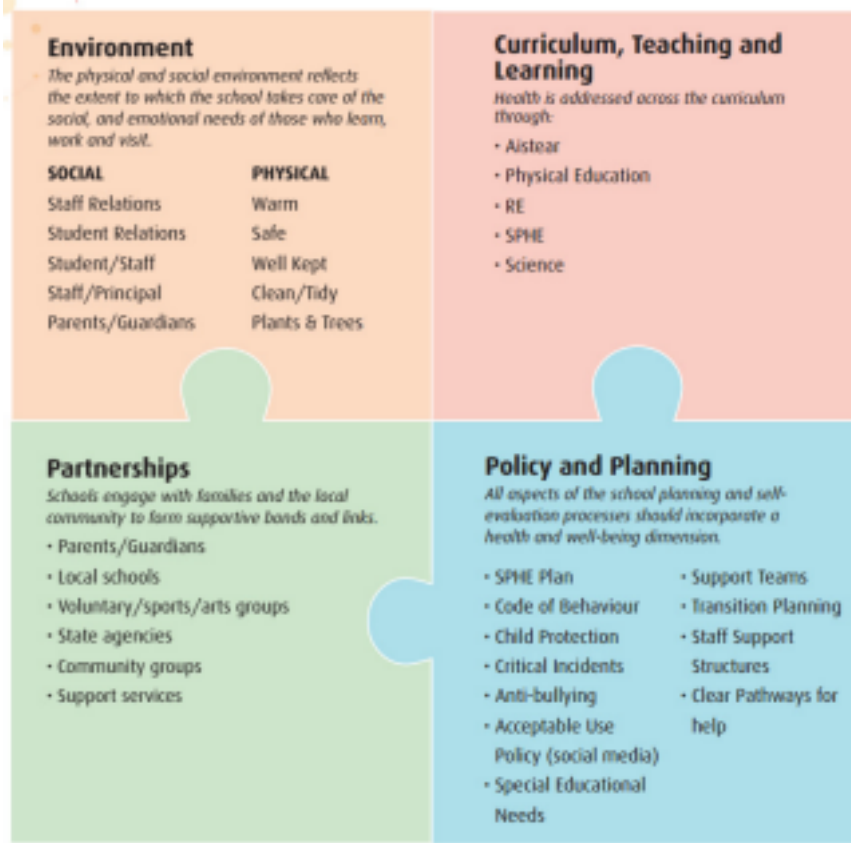 Environment
The physical and social environment reflects
the extent to which the school takes care of the
social, and emotional needs of those who learn,
work and visit.
SOCIAL
Staff Relations
Student Relations
Student/Staff
Staff/Principal
Parents/Guardians
PHYSICAL
Warm
Safe
Well Kept
Clean/Tidy
Plants & Trees
Curriculum, Teaching and
Learning
Health is addressed across the curriculum
through:
• Aistear
• Physical Education
• RE
• SPHE
• Science
Partnerships
Schools engage with families and the local
community to form supportive bonds and links.
• Parents/Guardians
• Local schools
• Voluntary/sports/arts groups
• State agencies
• Community groups
• Support services
Policy and Planning
All aspects of the school planning and self-
evaluation processes should incorporate a
health and well-being dimension.
• SPHE Plan
• Code of Behaviour
• Child Protection
• Critical Incidents
• Anti-bullying
• Acceptable Use
Policy (social media)
• Special Educational
Needs
• Support Teams
• Transition Planning
• Staff Support
Structures
• Clear Pathways for
help